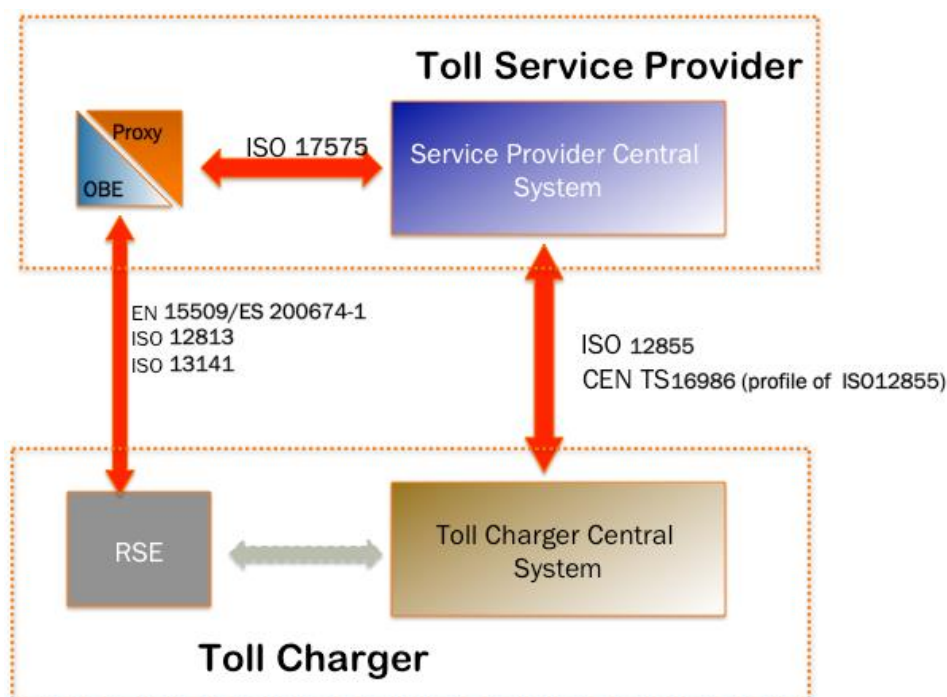 Toll Service Provider
Proxy
OBE
ISO 17575
Service Provider Central
System
EN 15509/ES 200674-1
ISO 12813
ISO 13141
ISO 12855
CEN TS16986 (profile of ISO12855)
RSE
Toll Charger Central
System
Toll Charger